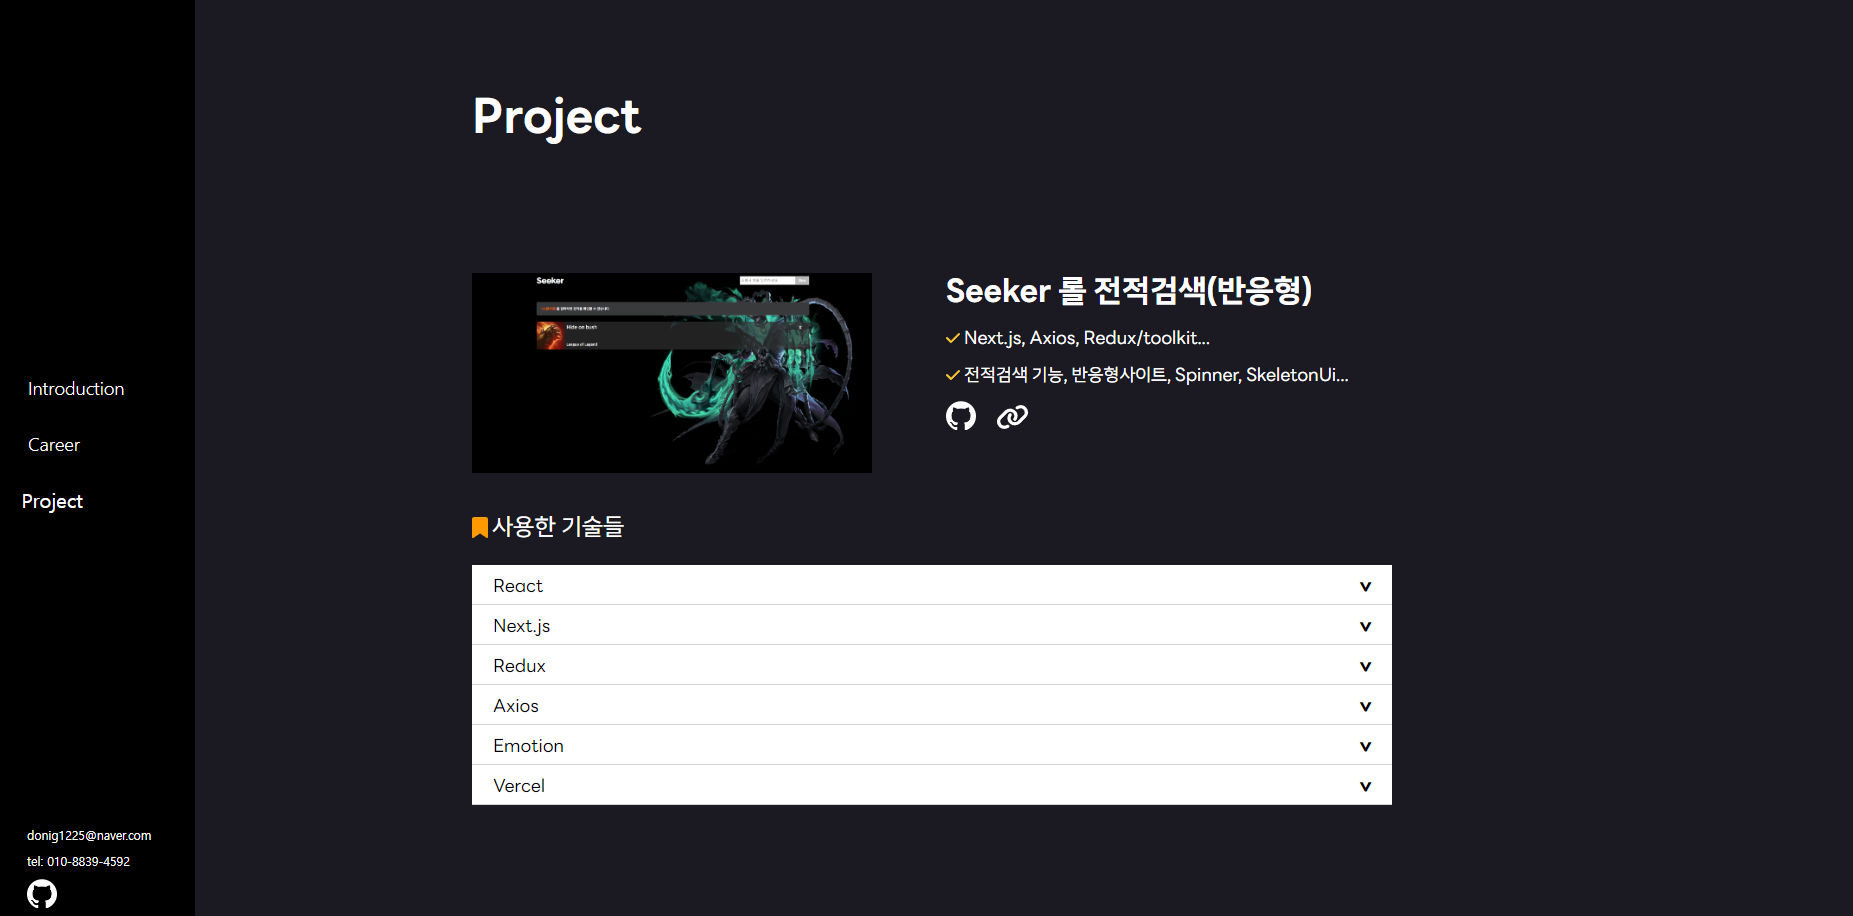 Introduction
Career
Project
donig1225@naver.com
tel: 010-8839-4592
Project
Seeker
Hide on bush
League of Legend
Seeker 롤 전적검색(반응형)
Next.js, Axios, Redux/toolkit...
전적검색 기능, 반응형사이트, Spinner, SkeletonUi...
사용한 기술들
React
Next.js
Redux
Axios
Emotion
Vercel